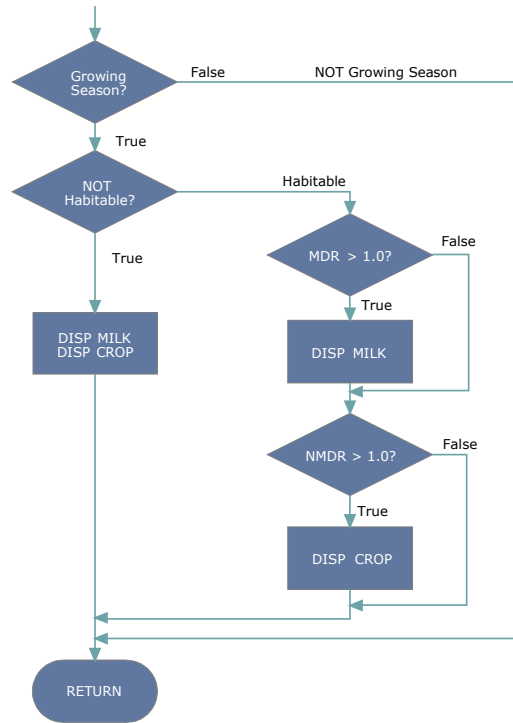 Growing
Season?
False
NOT Growing Season
True
NOT
Habitable?
Habitable
True
MDR > 1.0?
False
True
DISP MILK
DISP CROP
DISP MILK
NMDR > 1.0?
False
True
DISP CROP
RETURN